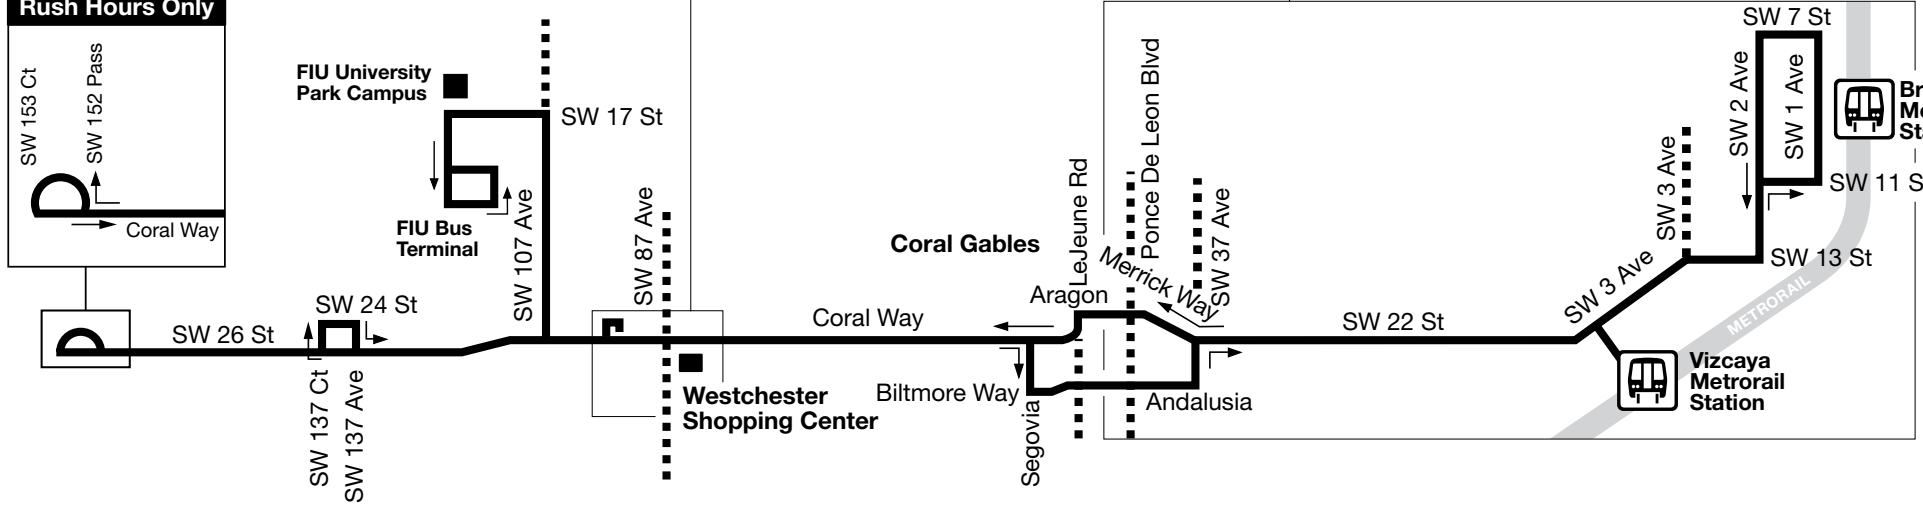 Rush Hours Only
SW 153 Ct
SW 152 Pass
Coral Way
FIU University
Park Campus
SW 17 St
FIU Bus
Terminal
SW 107 Ave
SW 87 Ave
SW 26 St
SW 24 St
SW 137 Ct
SW 137 Ave
Westchester
Shopping Center
Coral Way
Coral Gables
Aragon
LeJeune Rd
Ponce De Leon Blvd
Merrick Way
SW 37 Ave
Biltmore Way
Segovia
Andalusia
SW 22 St
SW 3 Ave
SW 3 Ave
SW 7 St
SW 2 Ave
SW 1 Ave
SW 11 S
SW 13 St
METRORAIL
Vizcaya
Metrorail
Station